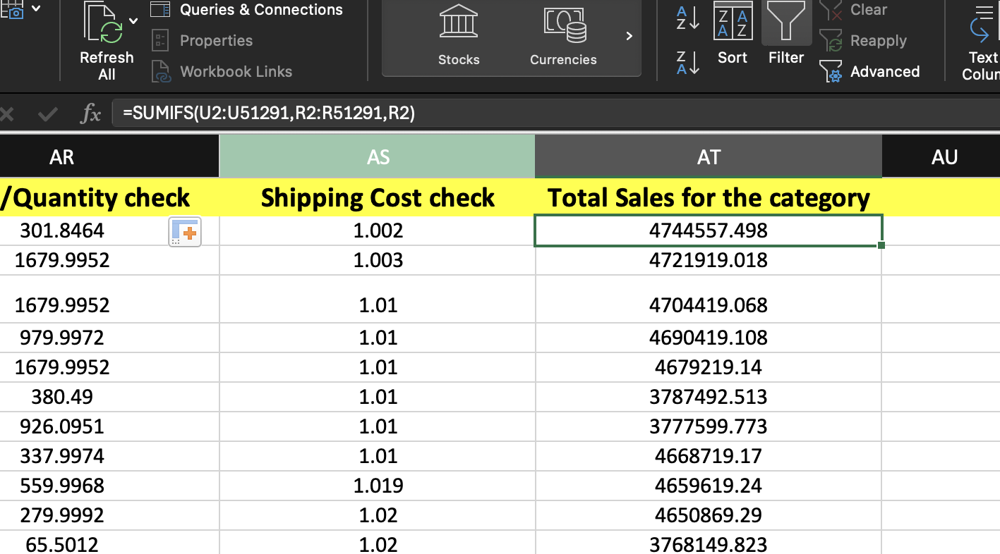 Queries & Connections
Properties
Workbook Links
Refresh
All
Stocks
Currencies
A
Z
Z
A
Z A
A Z
Sort
Filter
Clear
Reapply
Advanced
Text
Colum
fx =SUMIFS(U2:U51291,R2:R51291,R2)
AR AS AT AU
/Quantity check Shipping Cost check Total Sales for the category
301.8464 1.002 4744557.498
1679.9952 1.003 4721919.018
1679.9952 1.01 4704419.068
979.9972 1.01 4690419.108
1679.9952 1.01 4679219.14
380.49 1.01 3787492.513
926.0951 1.01 3777599.773
337.9974 1.01 4668719.17
559.9968 1.019 4659619.24
279.9992 1.02 4650869.29
65.5012 1.02 3768149.823